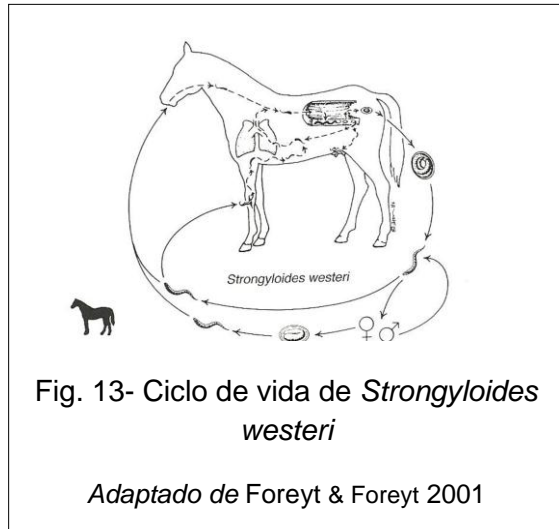 Strongyloides westeri
Fig. 13- Ciclo de vida de Strongyloides
westeri
Adaptado de Foreyt & Foreyt 2001